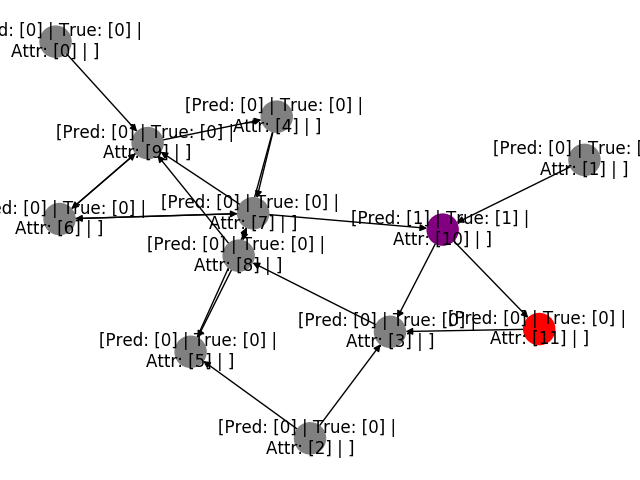 d: [0] | True: [0] |
Attr: [0] | ]
[Pred: [0] | True: [0] |
Attr: [4] | ]
[Pred: [0] | True: [0] |
Attr: [9] | ]
[Pred: [0] | True: [
Attr: [1] | ]
ed: [0] | True: [0] |
Attr: [6] | ]
[Pred: [0] | True: [0] |
Attr: [7] | ]
[Pred: [1] | True: [1] |
Attr: [10] | ]
[Pred: [0] | True: [0] |
Attr: [8] | ]
[Pred: [0] | True: [0] |
Attr: [3] | ]
[Pred: [0] | True: [0] |
Attr: [11] | ]
[Pred: [0] | True: [0] |
Attr: [5] | ]
[Pred: [0] | True: [0] |
Attr: [2] | ]